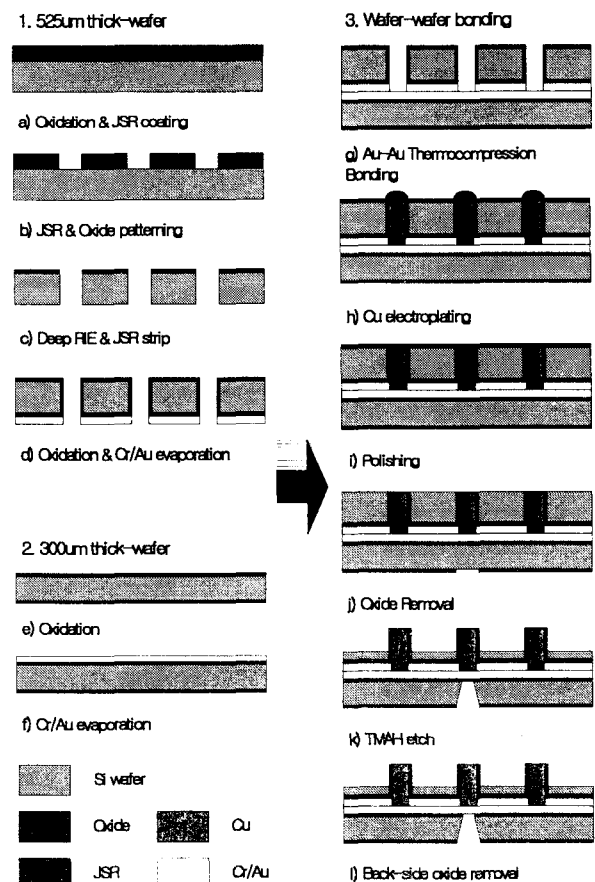 1. 525um thick-wafer
a) Oxidation & JSR coating
b) JSR & Oxide patterning
c) Deep RIE & JSR strip
d) Oxidation & Cr/Au evaporation
2. 300um thick-wafer
e) Oxidation
f) Cr/Au evaporation
Si wafer
Oxide
Cu
JSR
Cr/Au
3. Wafer-wafer bonding
g) Au-Au Thermocompression
Bonding
h) Cu electroplating
i) Polishing
j) Oxide Removal
k) TMAH etch
l) Back-side oxide removal